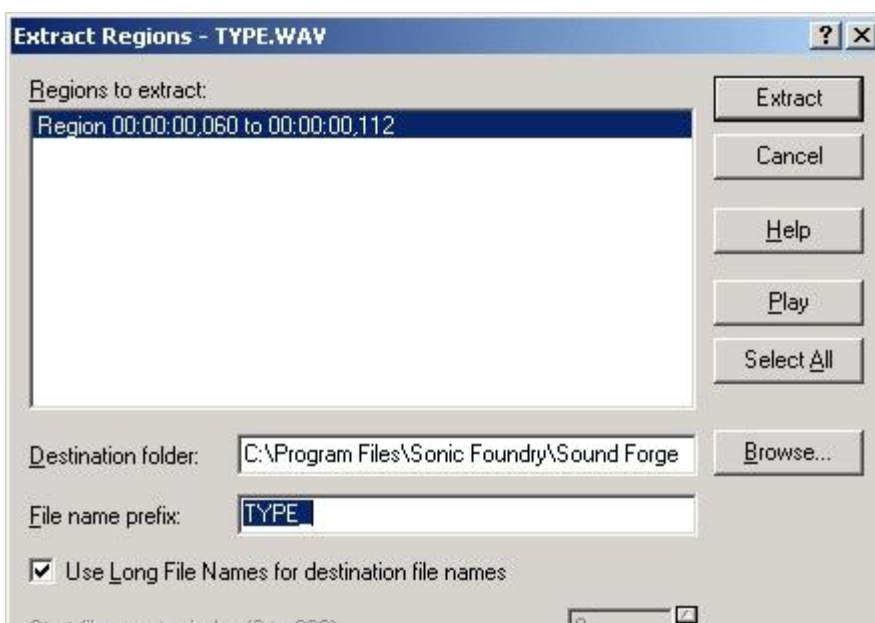 Extract Regions - TYPE.WAV
Regions to extract:
Region 00:00:00,060 to 00:00:00,112
Extract
Cancel
Help
Play
Select All
Destination folder:
C:\Program Files\Sonic Foundry\Sound Forge
Browse...
File name prefix:
TYPE_
Use Long File Names for destination file names